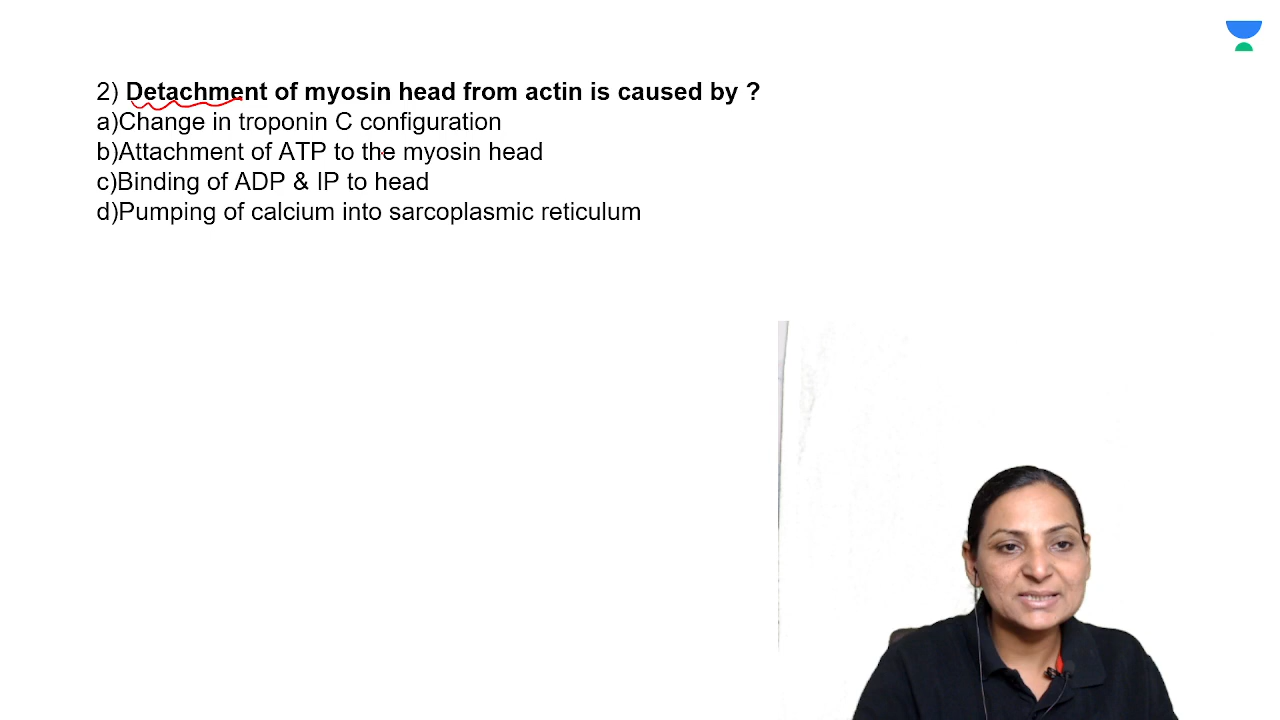 2) Detachment of myosin head from actin is caused by ?
a)Change in troponin C configuration
b)Attachment of ATP to the myosin head
c)Binding of ADP & IP to head
d)Pumping of calcium into sarcoplasmic reticulum